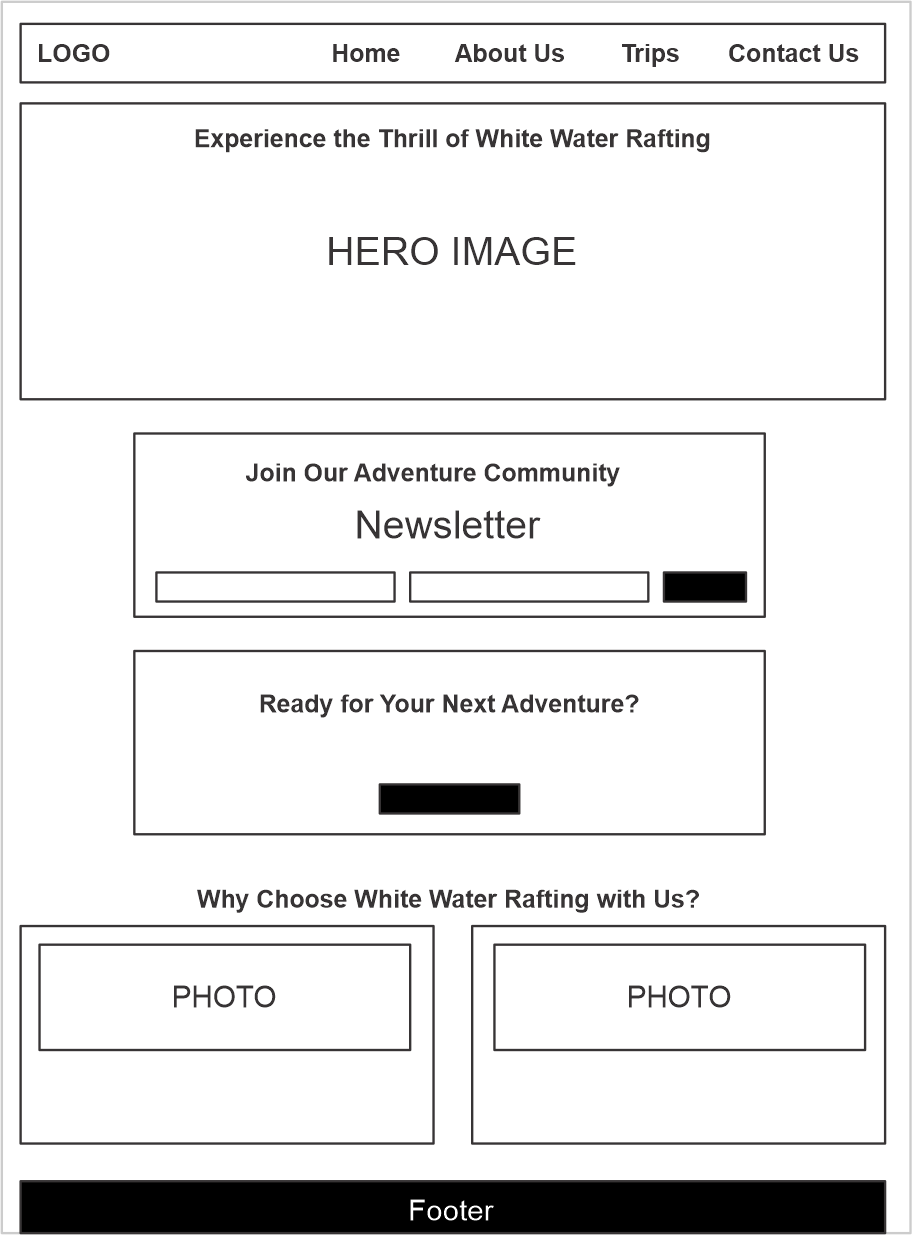 LOGO Home About Us Trips Contact Us
Experience the Thrill of White Water Rafting
HERO IMAGE
Join Our Adventure Community
Newsletter
Ready for Your Next Adventure?
Why Choose White Water Rafting with Us?
PHOTO PHOTO
Footer